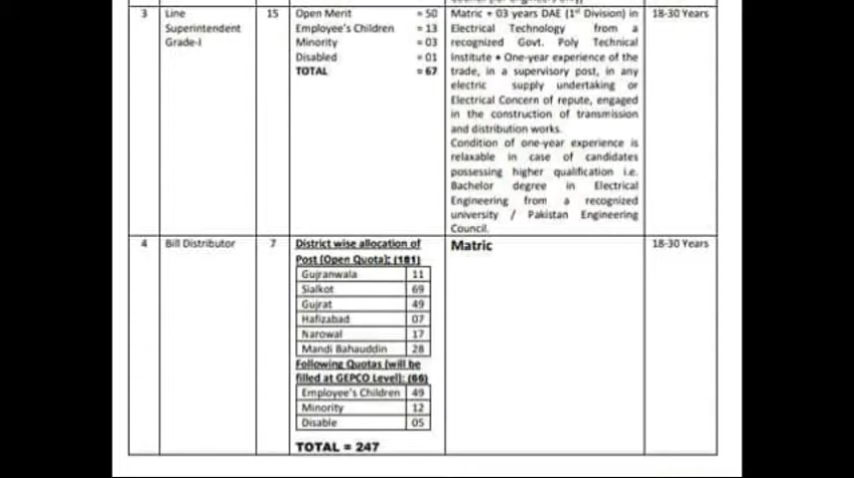 3 Line Superintendent Grade-I 15
Open Merit = 50
Employee's Children = 13
Minority = 03
Disabled = 01
TOTAL = 67
Matric + 03 years DAE (1st Division) in
Electrical Technology from a
recognized Govt. Poly Technical
Institute • One-year experience of the
trade, in a supervisory post, in any
electric supply undertaking or
Electrical Concern of repute, engaged
in the construction of transmission
and distribution works.
Condition of one-year experience is
relaxable in case of candidates
possessing higher qualification i.e.
Bachelor degree in Electrical
Engineering from a recognized
university / Pakistan Engineering
Council.
18-30 Years
4 Bill Distributor 7
District wise allocation of
Post (Open Quota): (181)
Gujranwala 11
Sialkot 69
Gujrat 49
Hafizabad 07
Narowal 17
Mandi Bahauddin 28
Following Quotas (will be
filled at GEPCO Level): (66)
Employee's Children 49
Minority 12
Disable 05
TOTAL = 247
Matric
18-30 Years